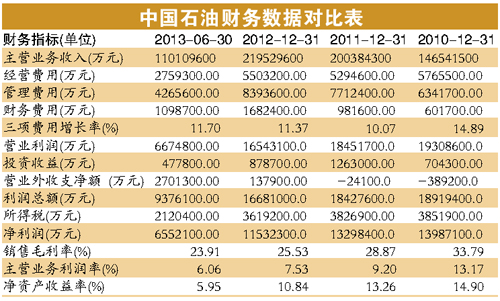 中国石油财务数据对比表
财务指标(单位) 2013-06-30 2012-12-31 2011-12-31 2010-12-31
主营业务收入(万元) 110109600 219529600 200384300 146541500
经营费用(万元) 2759300.00 5503200.00 5294600.00 5765500.00
管理费用(万元) 4265600.00 8393600.00 7712400.00 6341700.00
财务费用(万元) 1098700.00 1682400.00 981600.00 601700.00
三项费用增长率(%) 11.70 11.37 10.07 14.89
营业利润(万元) 6674800.00 16543100.0 18451700.0 19308600.0
投资收益(万元) 477800.00 878700.00 1263000.00 704300.00
营业外收支净额 (万元) 2701300.00 137900.00 -24100.0 -389200.0
利润总额(万元) 9376100.00 16681000.0 18427600.0 18919400.0
所得税(万元) 2120400.00 3619200.00 3826900.00 3851900.00
净利润(万元) 6552100.00 11532300.0 13298400.0 13987100.0
销售毛利率(%) 23.91 25.53 28.87 33.79
主营业务利润率(%) 6.06 7.53 9.20 13.17
净资产收益率(%) 5.95 10.84 13.26 14.90